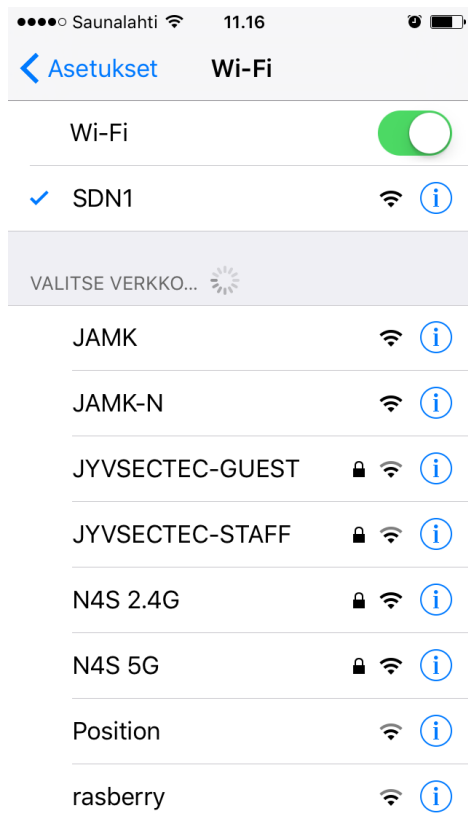 Saunalahti 11.16
Asetukset Wi-Fi
Wi-Fi
SDN1
VALITSE VERKKO...
JAMK
JAMK-N
JYVSECTEC-GUEST
JYVSECTEC-STAFF
N4S 2.4G
N4S 5G
Position
rasberry